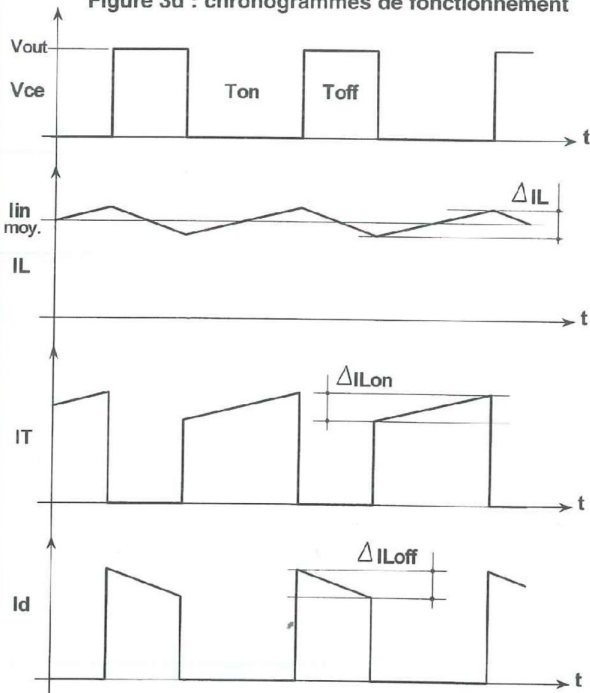 Figure 3d : chronogrammes de fonctionnement
Vout
Vce
Ton
Toff
t
Iin
moy.
IL
ΔIL
t
ΔILon
IT
t
ΔILoff
Id
t